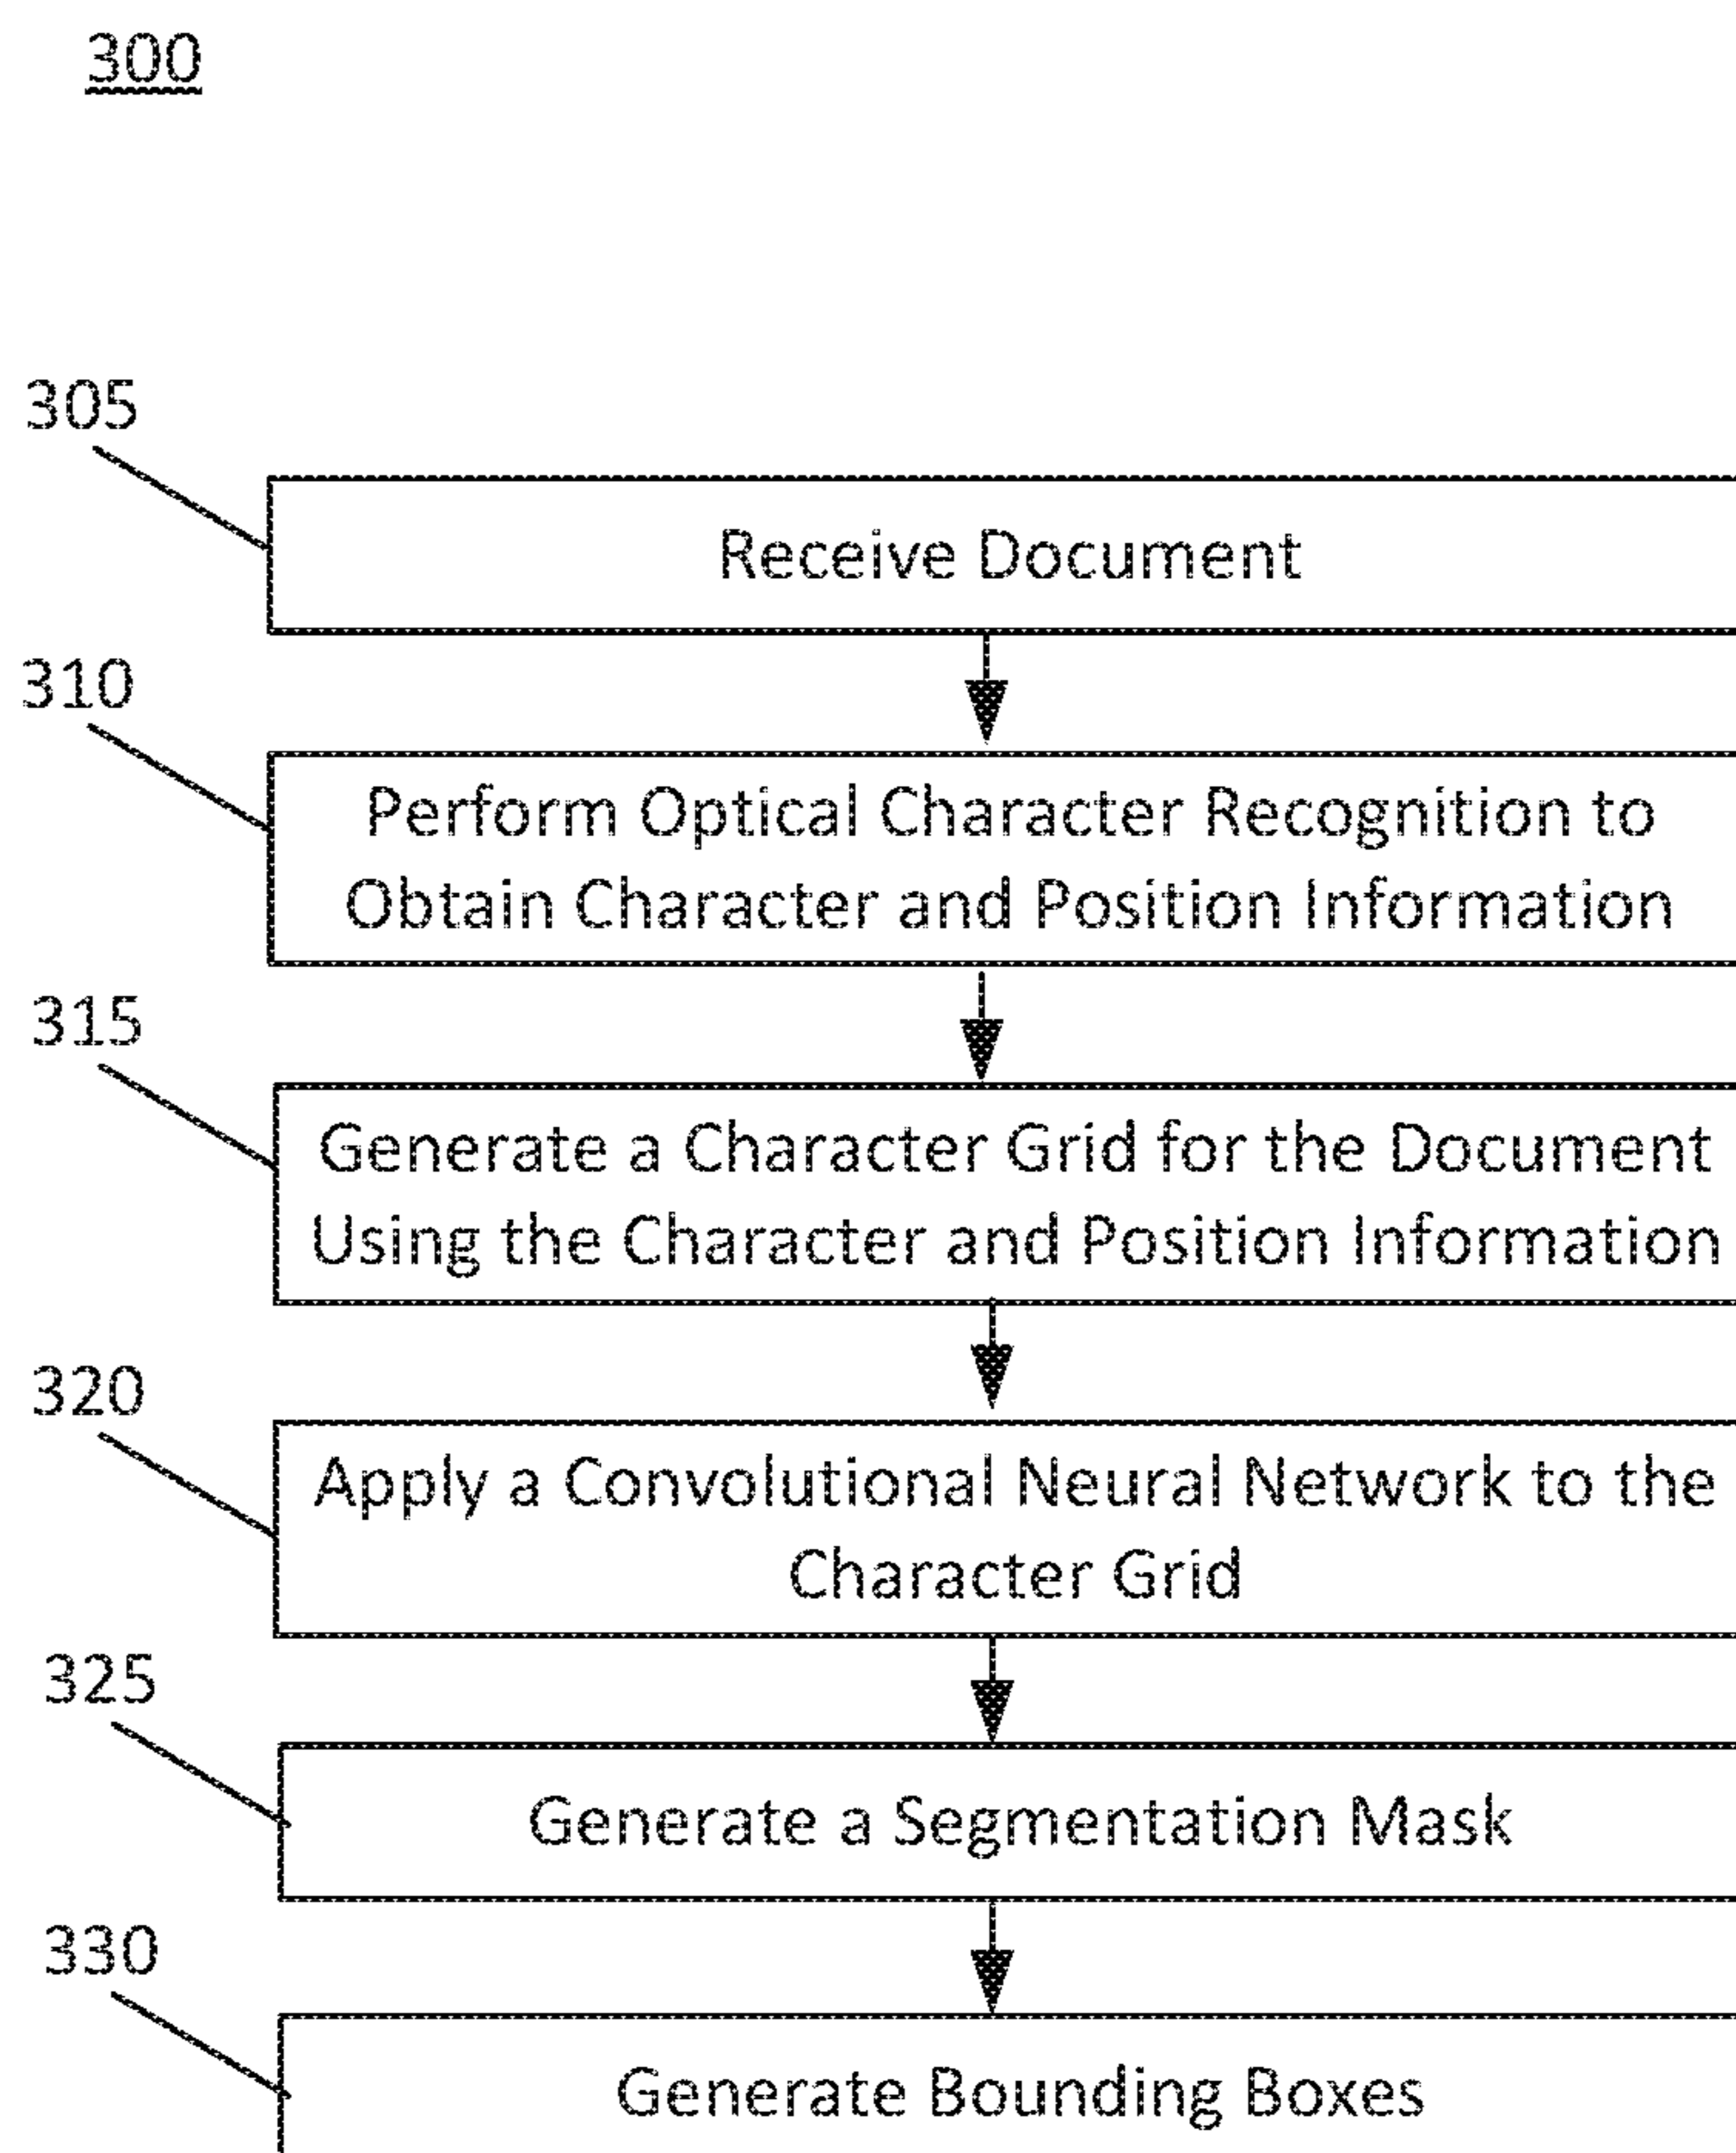 300
305
Receive Document
310
Perform Optical Character Recognition to
Obtain Character and Position Information
315
Generate a Character Grid for the Document
Using the Character and Position Information
320
Apply a Convolutional Neural Network to the
Character Grid
325
Generate a Segmentation Mask
330
Generate Bounding Boxes